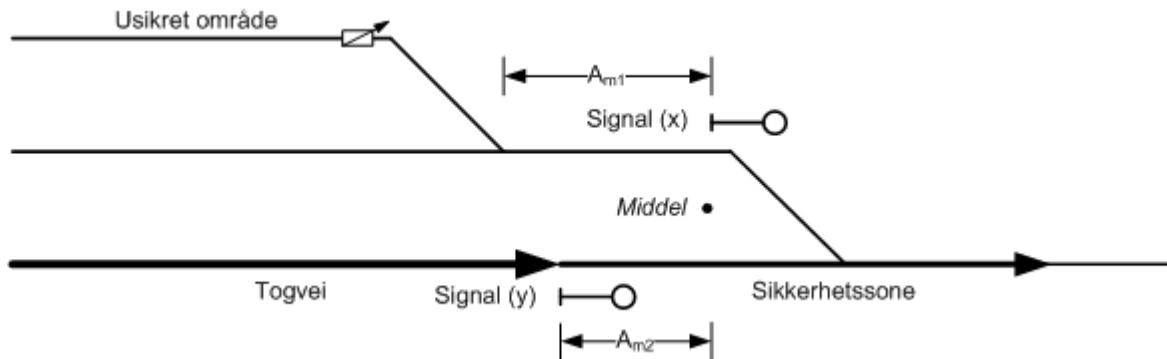 Usikret område
Am1
Signal (x)
Middel
Togvei
Signal (y)
Sikkerhetssone
Am2